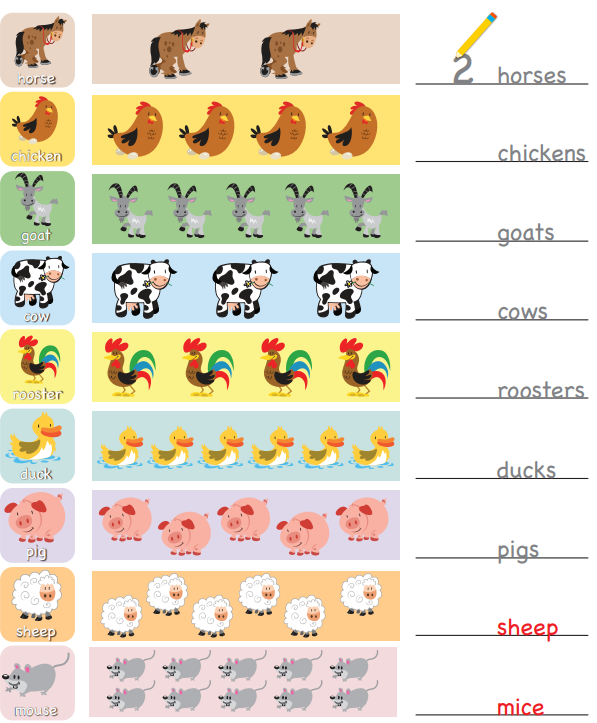 horse
2 horses
chicken
chickens
goat
goats
cow
cows
rooster
roosters
duck
ducks
pig
pigs
sheep
sheep
mouse
mice